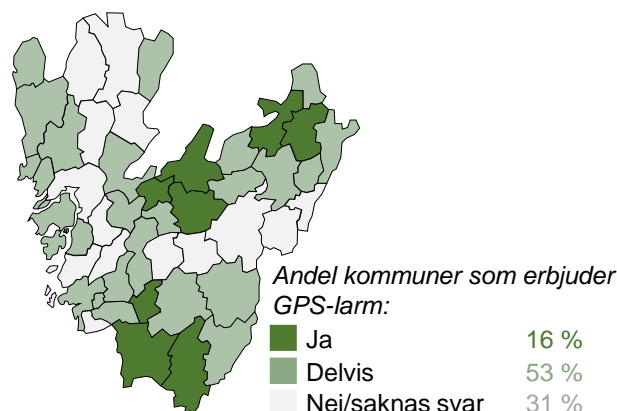 Andel kommuner som erbjuder
GPS-larm:
Ja 16 %
Delvis 53 %
Nej/saknas svar 31 %